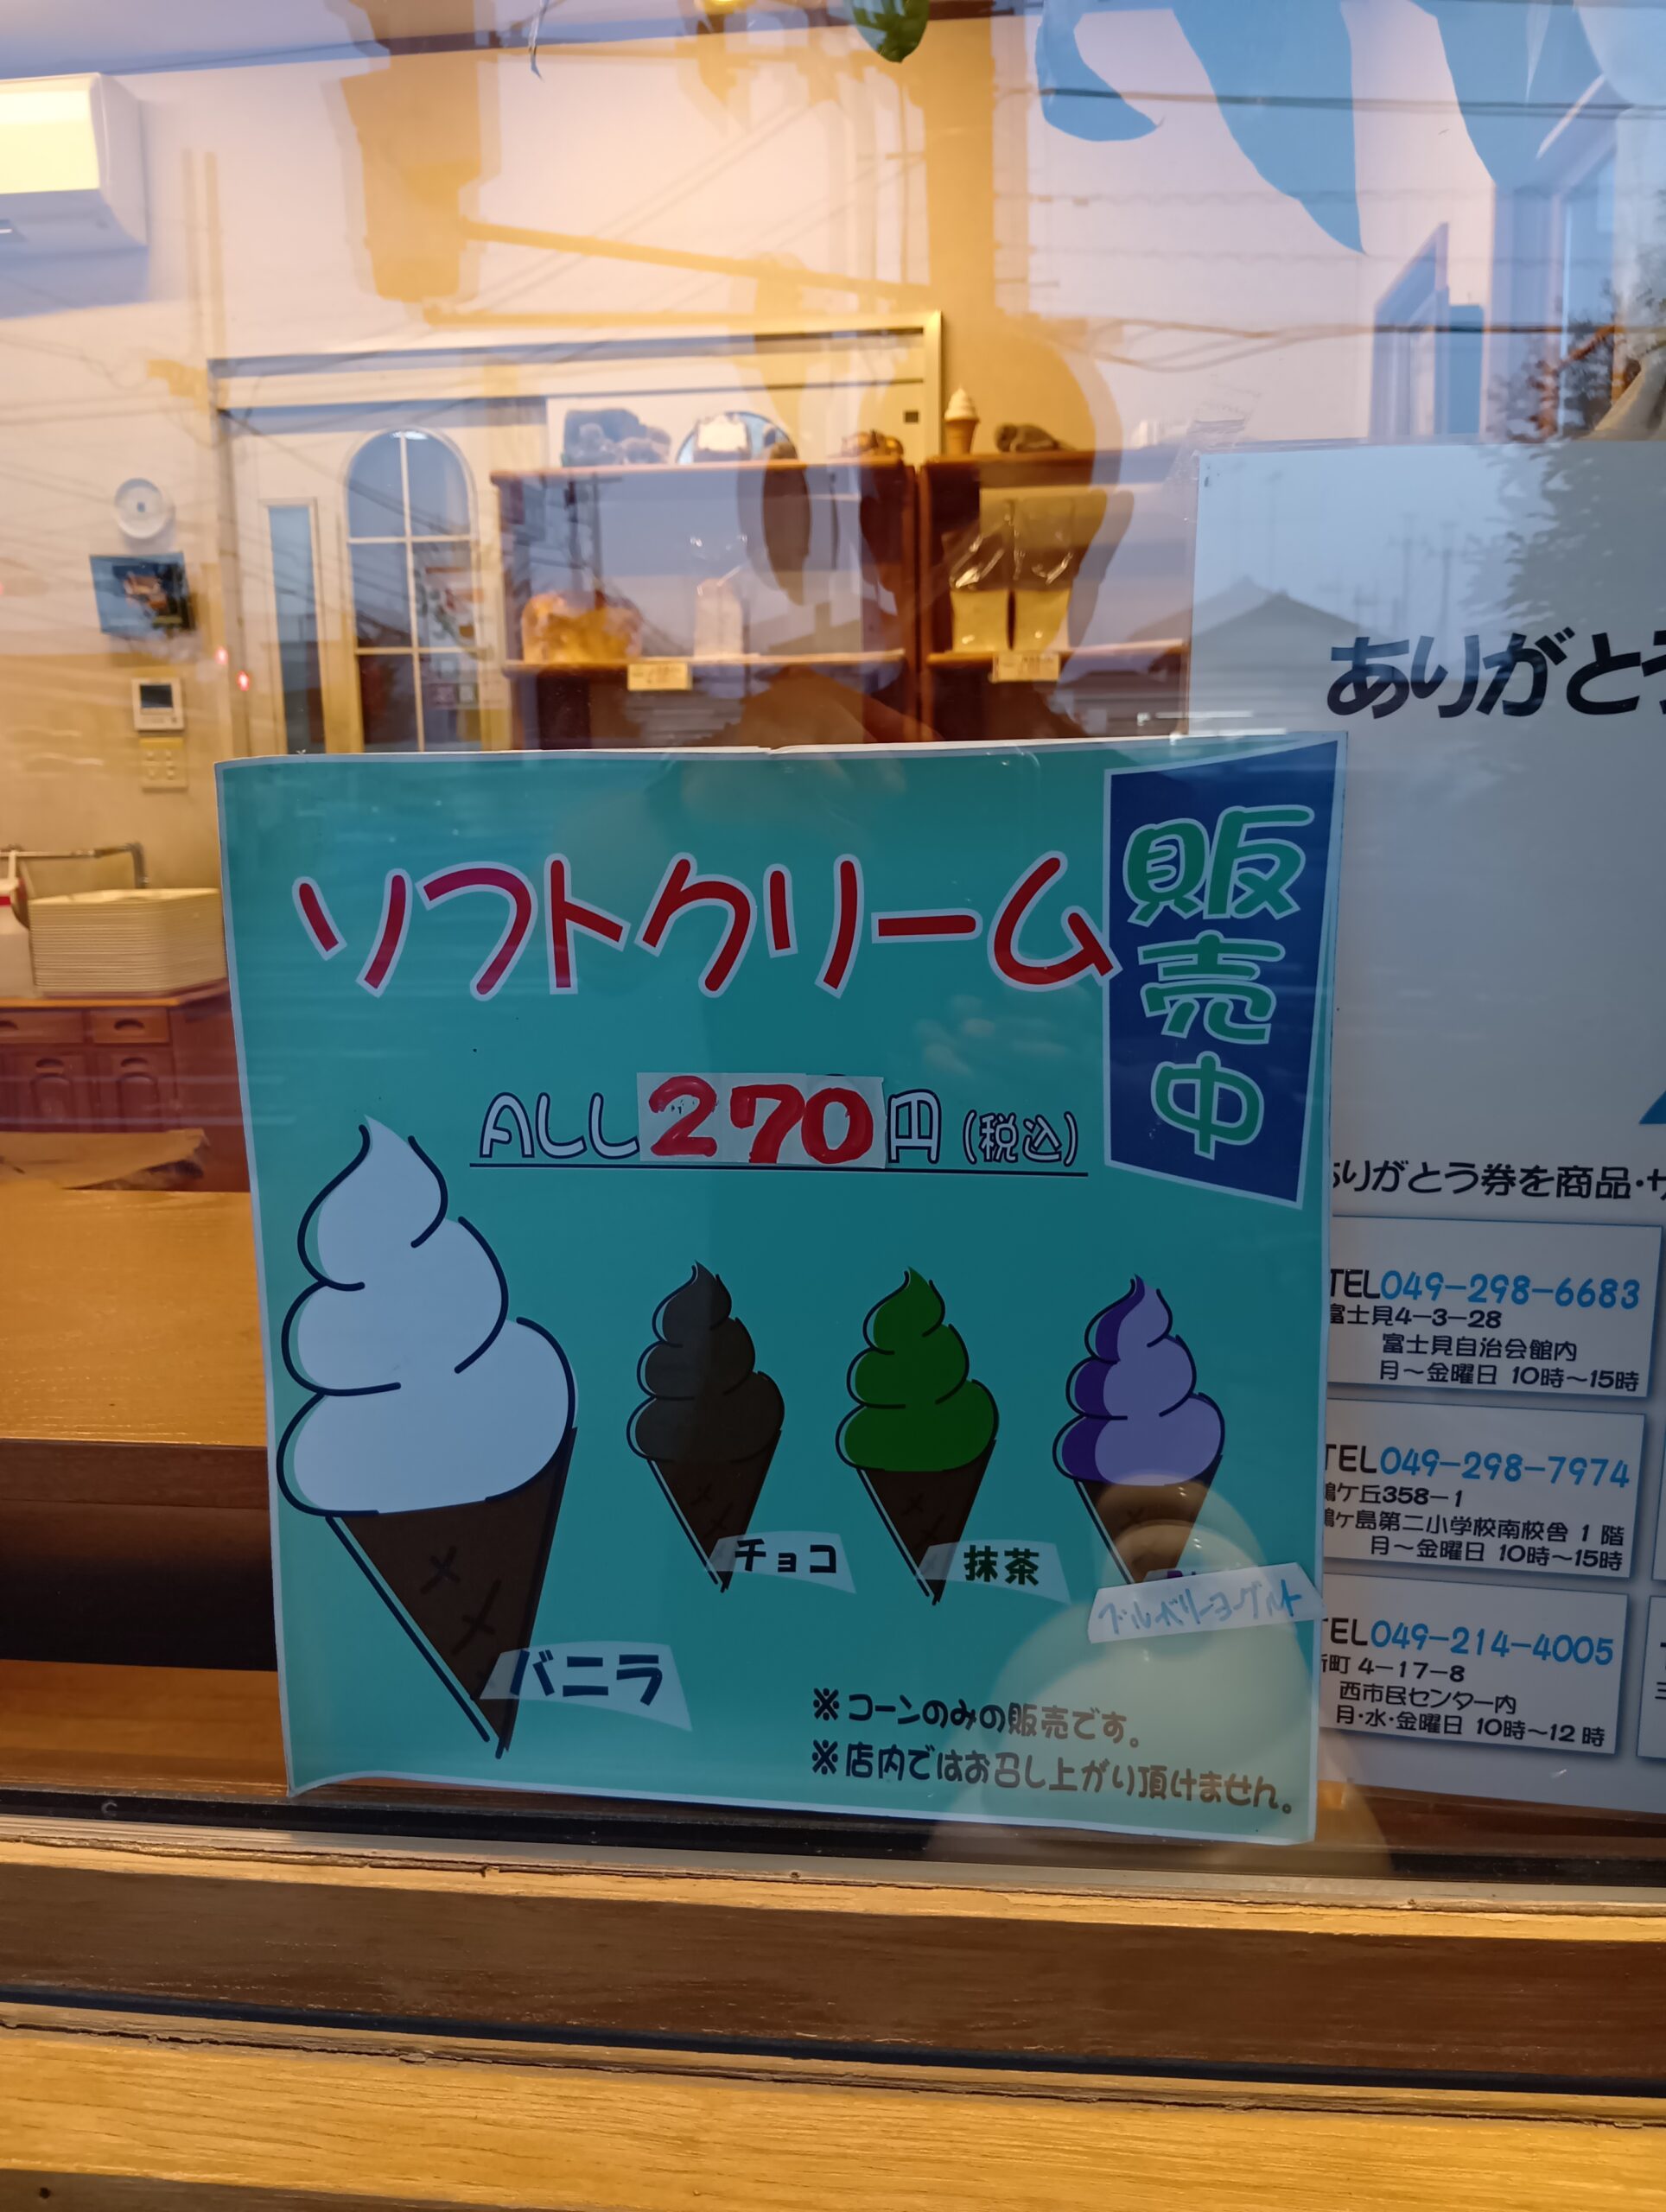 ソフトクリーム
販売中
ALL 270円(税込)
チョコ
抹茶
ブルーベリーヨーグルト
バニラ
※コーンのみの販売です。
※店内ではお召し上がり頂けません。
ありがとう
ありがとう券を商品・サ
TEL049-298-6683
富士見4-3-28
富士見自治会館内
月〜金曜日 10時〜15時
TEL049-298-7974
鶴ケ丘358-1
鶴ヶ島第二小学校南校舎 1 階
月〜金曜日 10時〜15時
TEL049-214-4005
町 4-17-8
西市民センター内
月・水・金曜日 10時〜12時